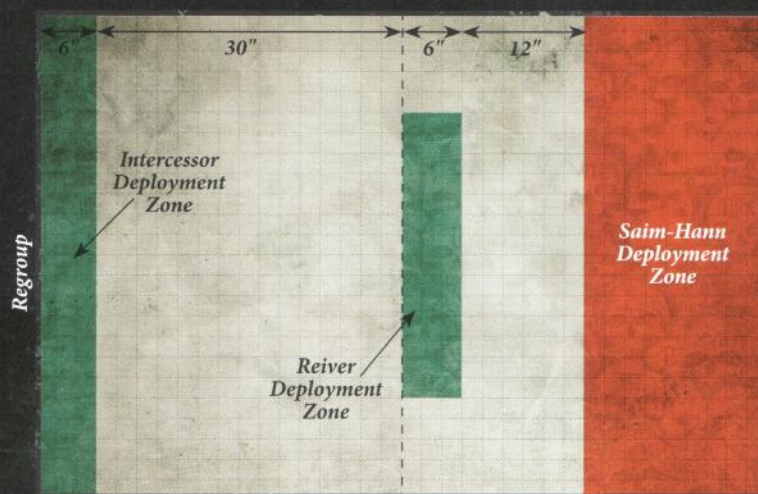 6"
30"
6"
12"
Intercessor
Deployment
Zone
Saim-Hann
Deployment
Zone
Regroup
Reiver
Deployment
Zone